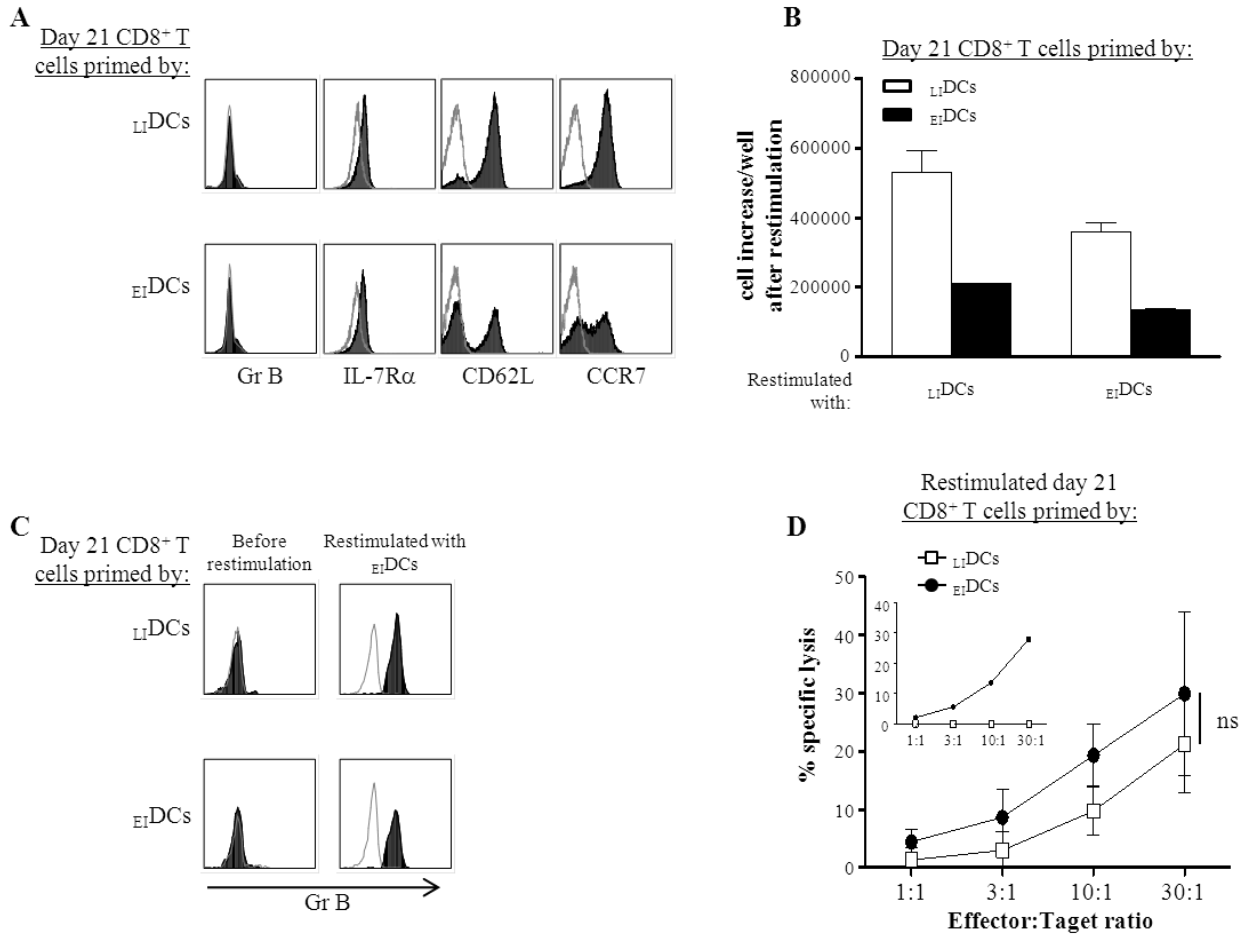 A
Day 21 CD8+ T
cells primed by:
LIDCs
EIDCs
Gr B
IL-7Rα
CD62L
CCR7
B
Day 21 CD8+ T cells primed by:
LIDCs
EIDCs
800000
600000
400000
200000
0
cell increase/well
after restimulation
Restimulated
with:
LIDCs
EIDCs
C
Day 21 CD8+ T
cells primed by:
Before
restimulation
Restimulated with
EIDCs
LIDCs
EIDCs
Gr B
D
Restimulated day 21
CD8+ T cells primed by:
LIDCs
EIDCs
50
40
30
20
10
0
% specific lysis
40
30
20
10
0
1:1
3:1
10:1
30:1
ns
1:1
3:1
10:1
30:1
Effector:Taget ratio